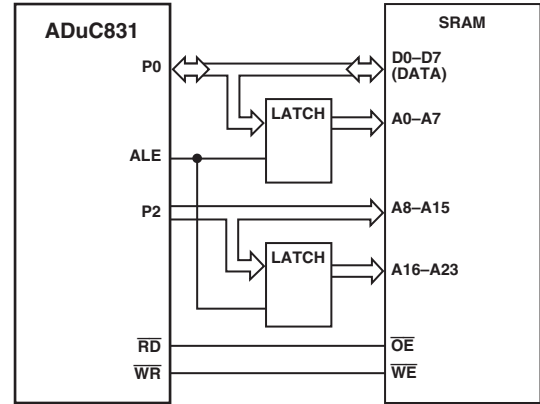 ADuC831
SRAM
P0
D0–D7
(DATA)
LATCH
A0–A7
ALE
P2
A8–A15
LATCH
A16–A23
RD
OE
WR
WE